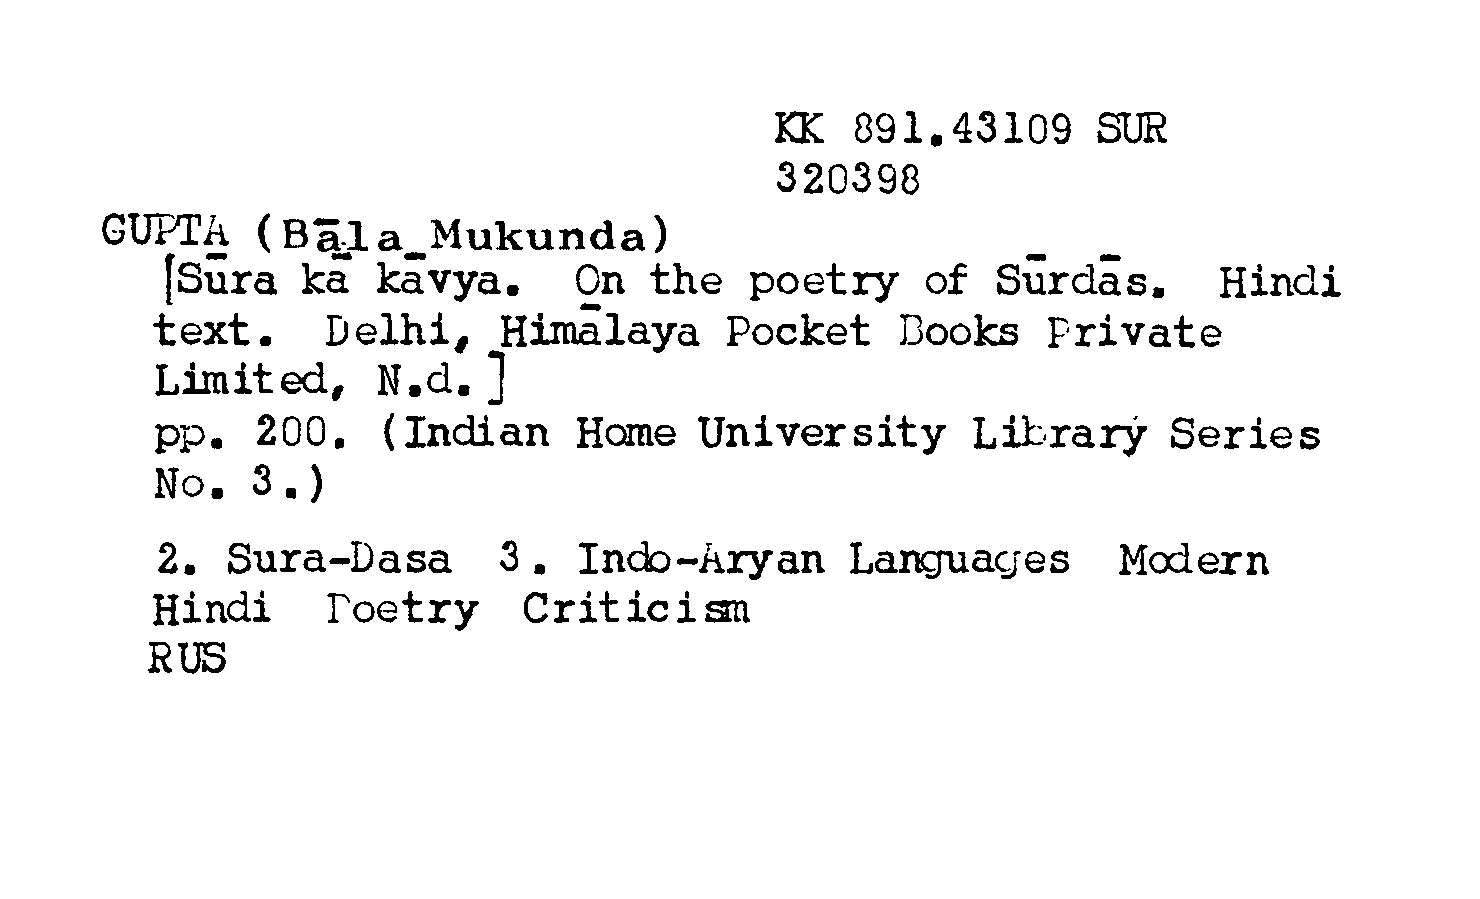 KK 891.43109 SUR
320398
GUPTA (Bāla Mukunda)
[Sūra kā kāvya. On the poetry of Sūrdās. Hindi
text. Delhi, Himālaya Pocket Books Private
Limited, N.d.]
pp. 200. (Indian Home University Library Series
No. 3.)
2. Sura-Dasa 3. Indo-Aryan Languages Modern
Hindi Poetry Criticism
RUS